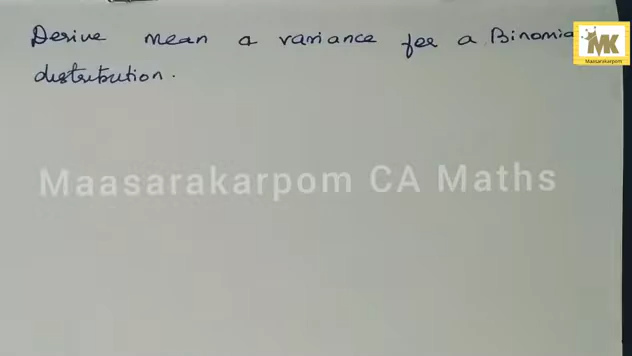 Derive mean & variance for a Binomial
distribution.
MK
Maasarakarpom
Maasarakarpom CA Maths